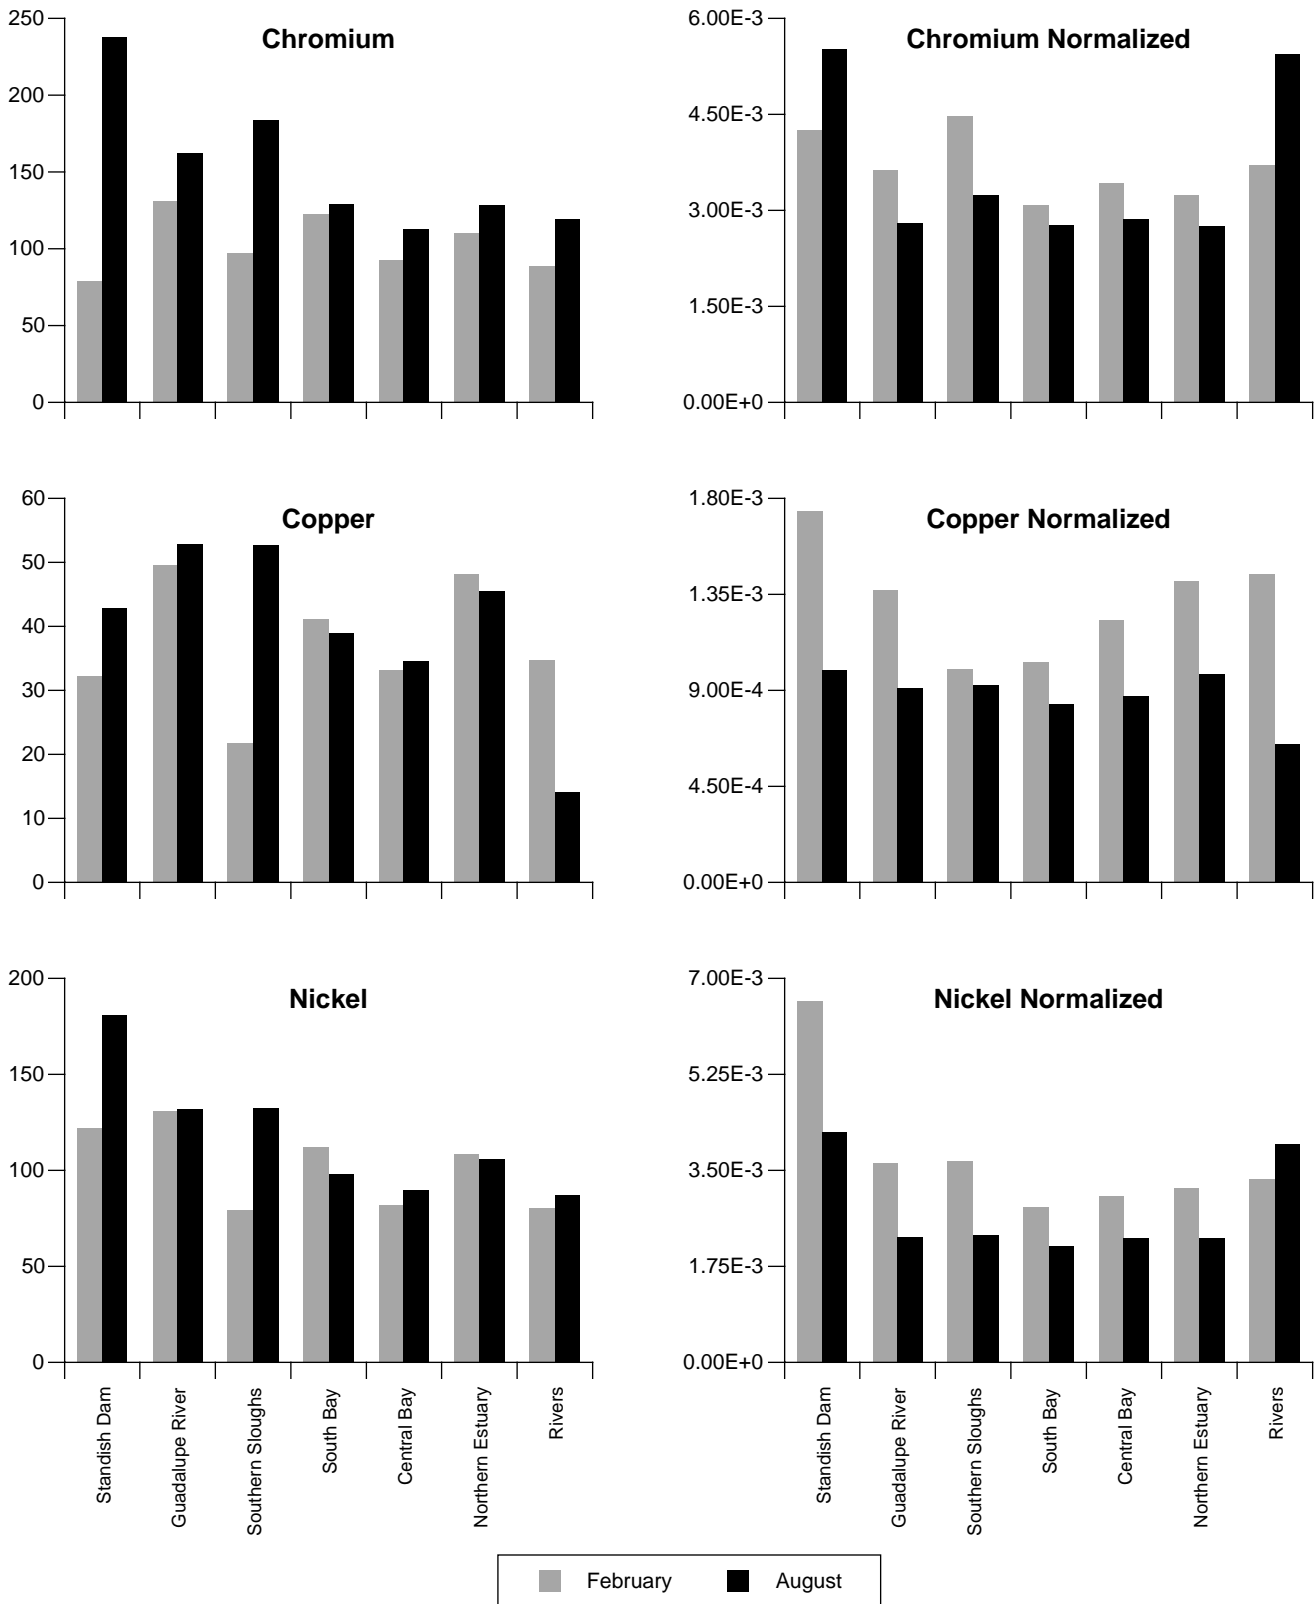 Chromium
250
200
150
100
50
0
Chromium Normalized
6.00E-3
4.50E-3
3.00E-3
1.50E-3
0.00E+0
Copper
60
50
40
30
20
10
0
Copper Normalized
1.80E-3
1.35E-3
9.00E-4
4.50E-4
0.00E+0
Nickel
200
150
100
50
0
Standish Dam
Guadalupe River
Southern Sloughs
South Bay
Central Bay
Northern Estuary
Rivers
Nickel Normalized
7.00E-3
5.25E-3
3.50E-3
1.75E-3
0.00E+0
Standish Dam
Guadalupe River
Southern Sloughs
South Bay
Central Bay
Northern Estuary
Rivers
February August